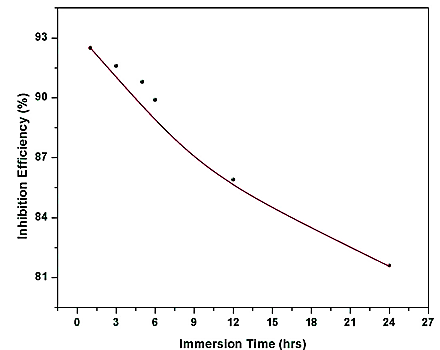 93
90
87
84
81
Inhibition Efficiency (%)
0 3 6 9 12 15 18 21 24 27
Immersion Time (hrs)